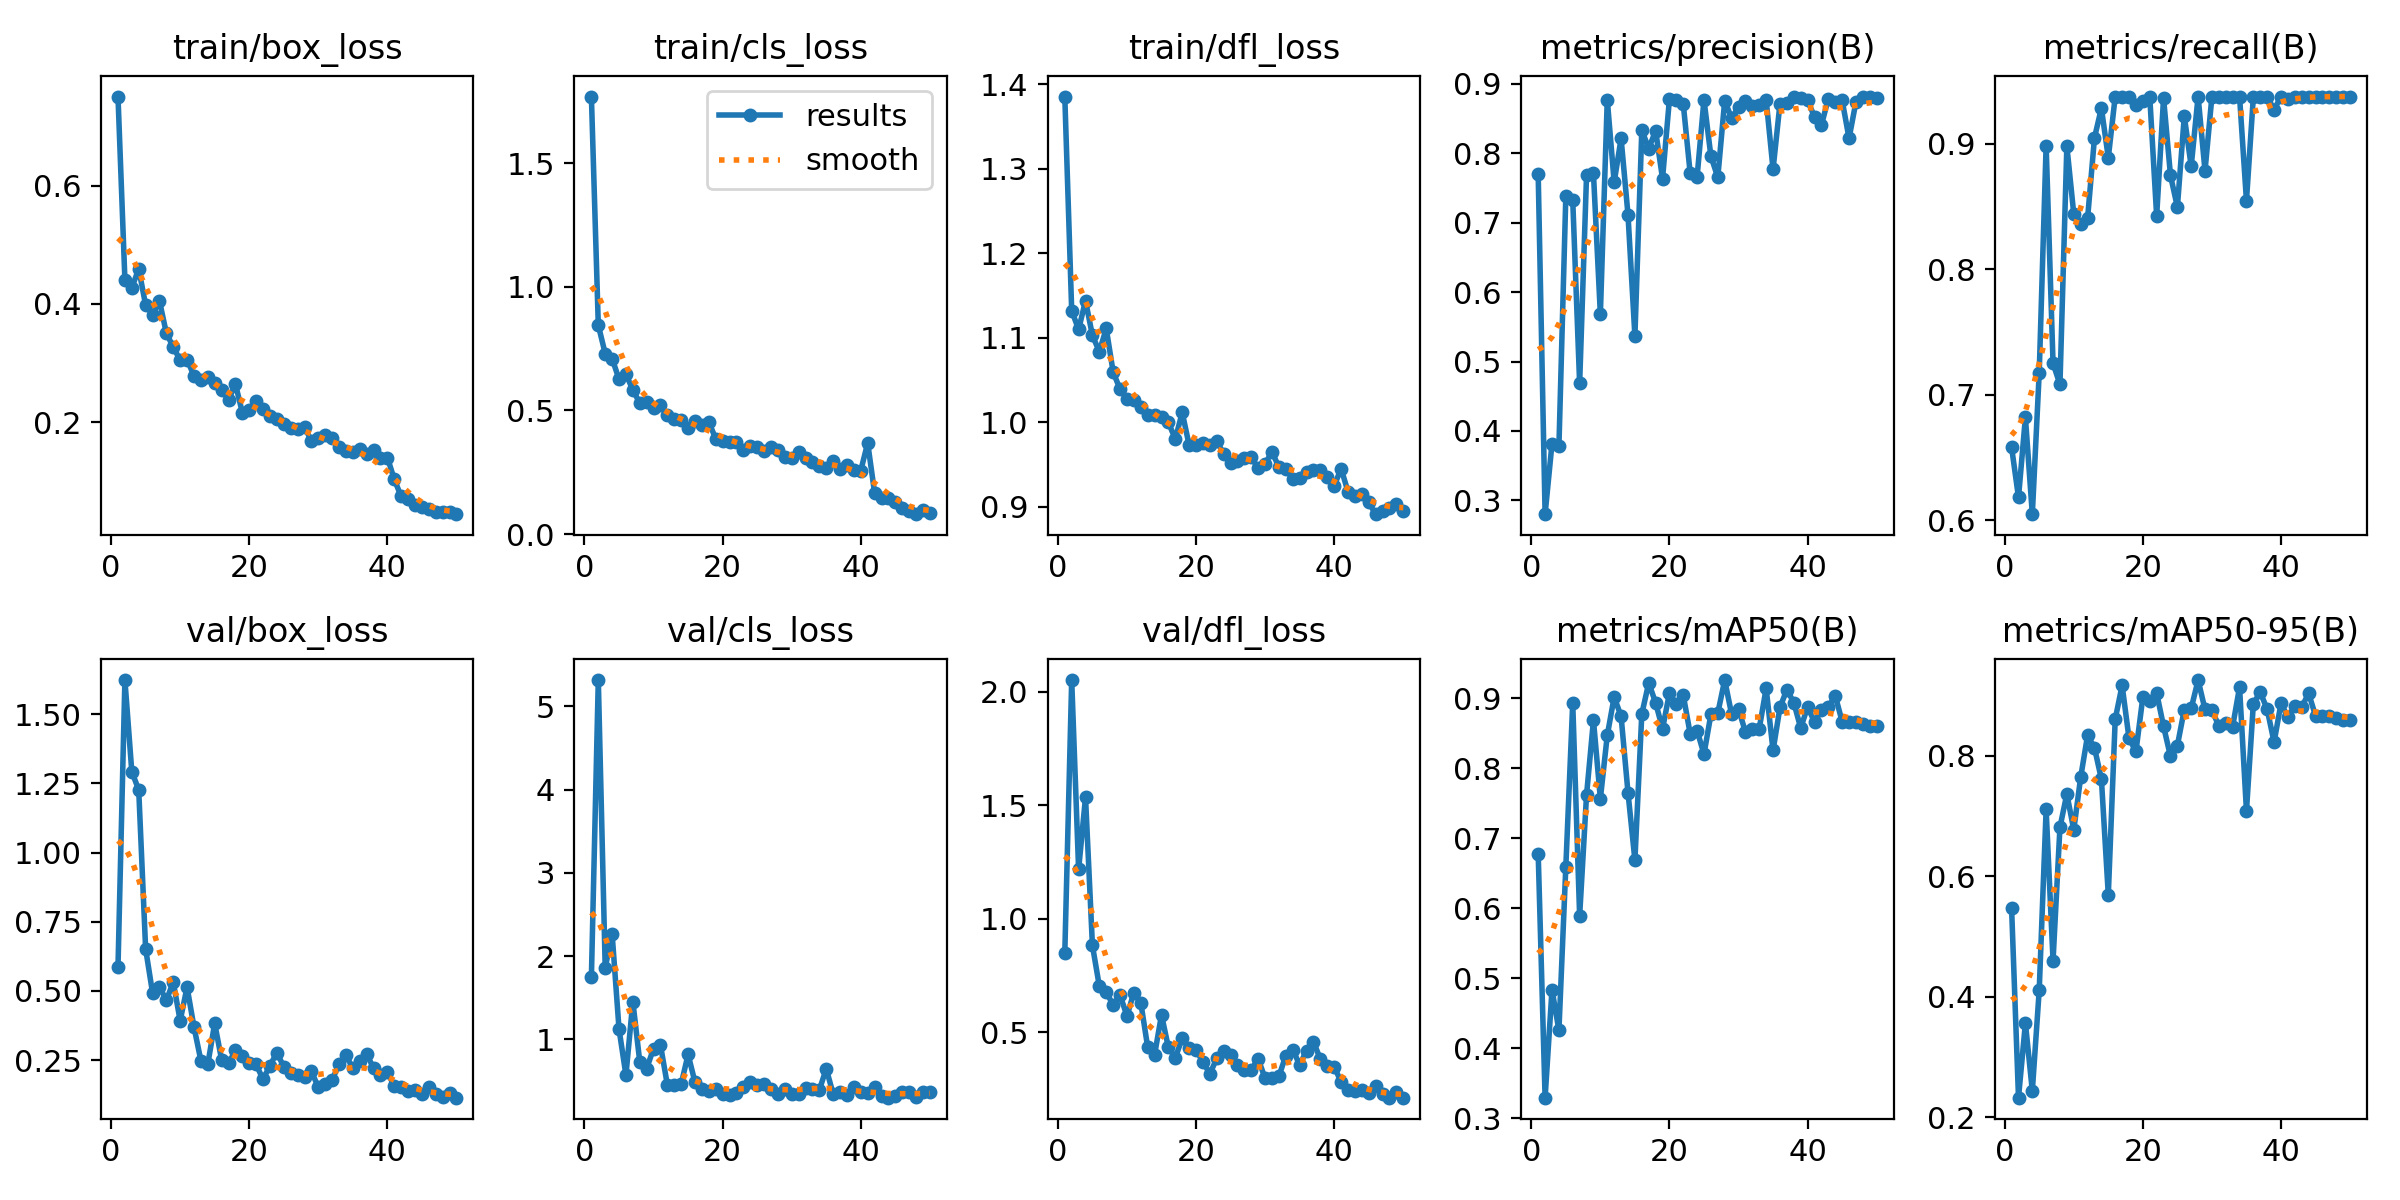 train/box_loss
0.6
0.4
0.2
0 20 40
train/cls_loss
results
smooth
1.5
1.0
0.5
0.0
0 20 40
train/dfl_loss
1.4
1.3
1.2
1.1
1.0
0.9
0 20 40
metrics/precision(B)
0.9
0.8
0.7
0.6
0.5
0.4
0.3
0 20 40
metrics/recall(B)
0.9
0.8
0.7
0.6
0 20 40
val/box_loss
1.50
1.25
1.00
0.75
0.50
0.25
0 20 40
val/cls_loss
5
4
3
2
1
0 20 40
val/dfl_loss
2.0
1.5
1.0
0.5
0 20 40
metrics/mAP50(B)
0.9
0.8
0.7
0.6
0.5
0.4
0.3
0 20 40
metrics/mAP50-95(B)
0.8
0.6
0.4
0.2
0 20 40